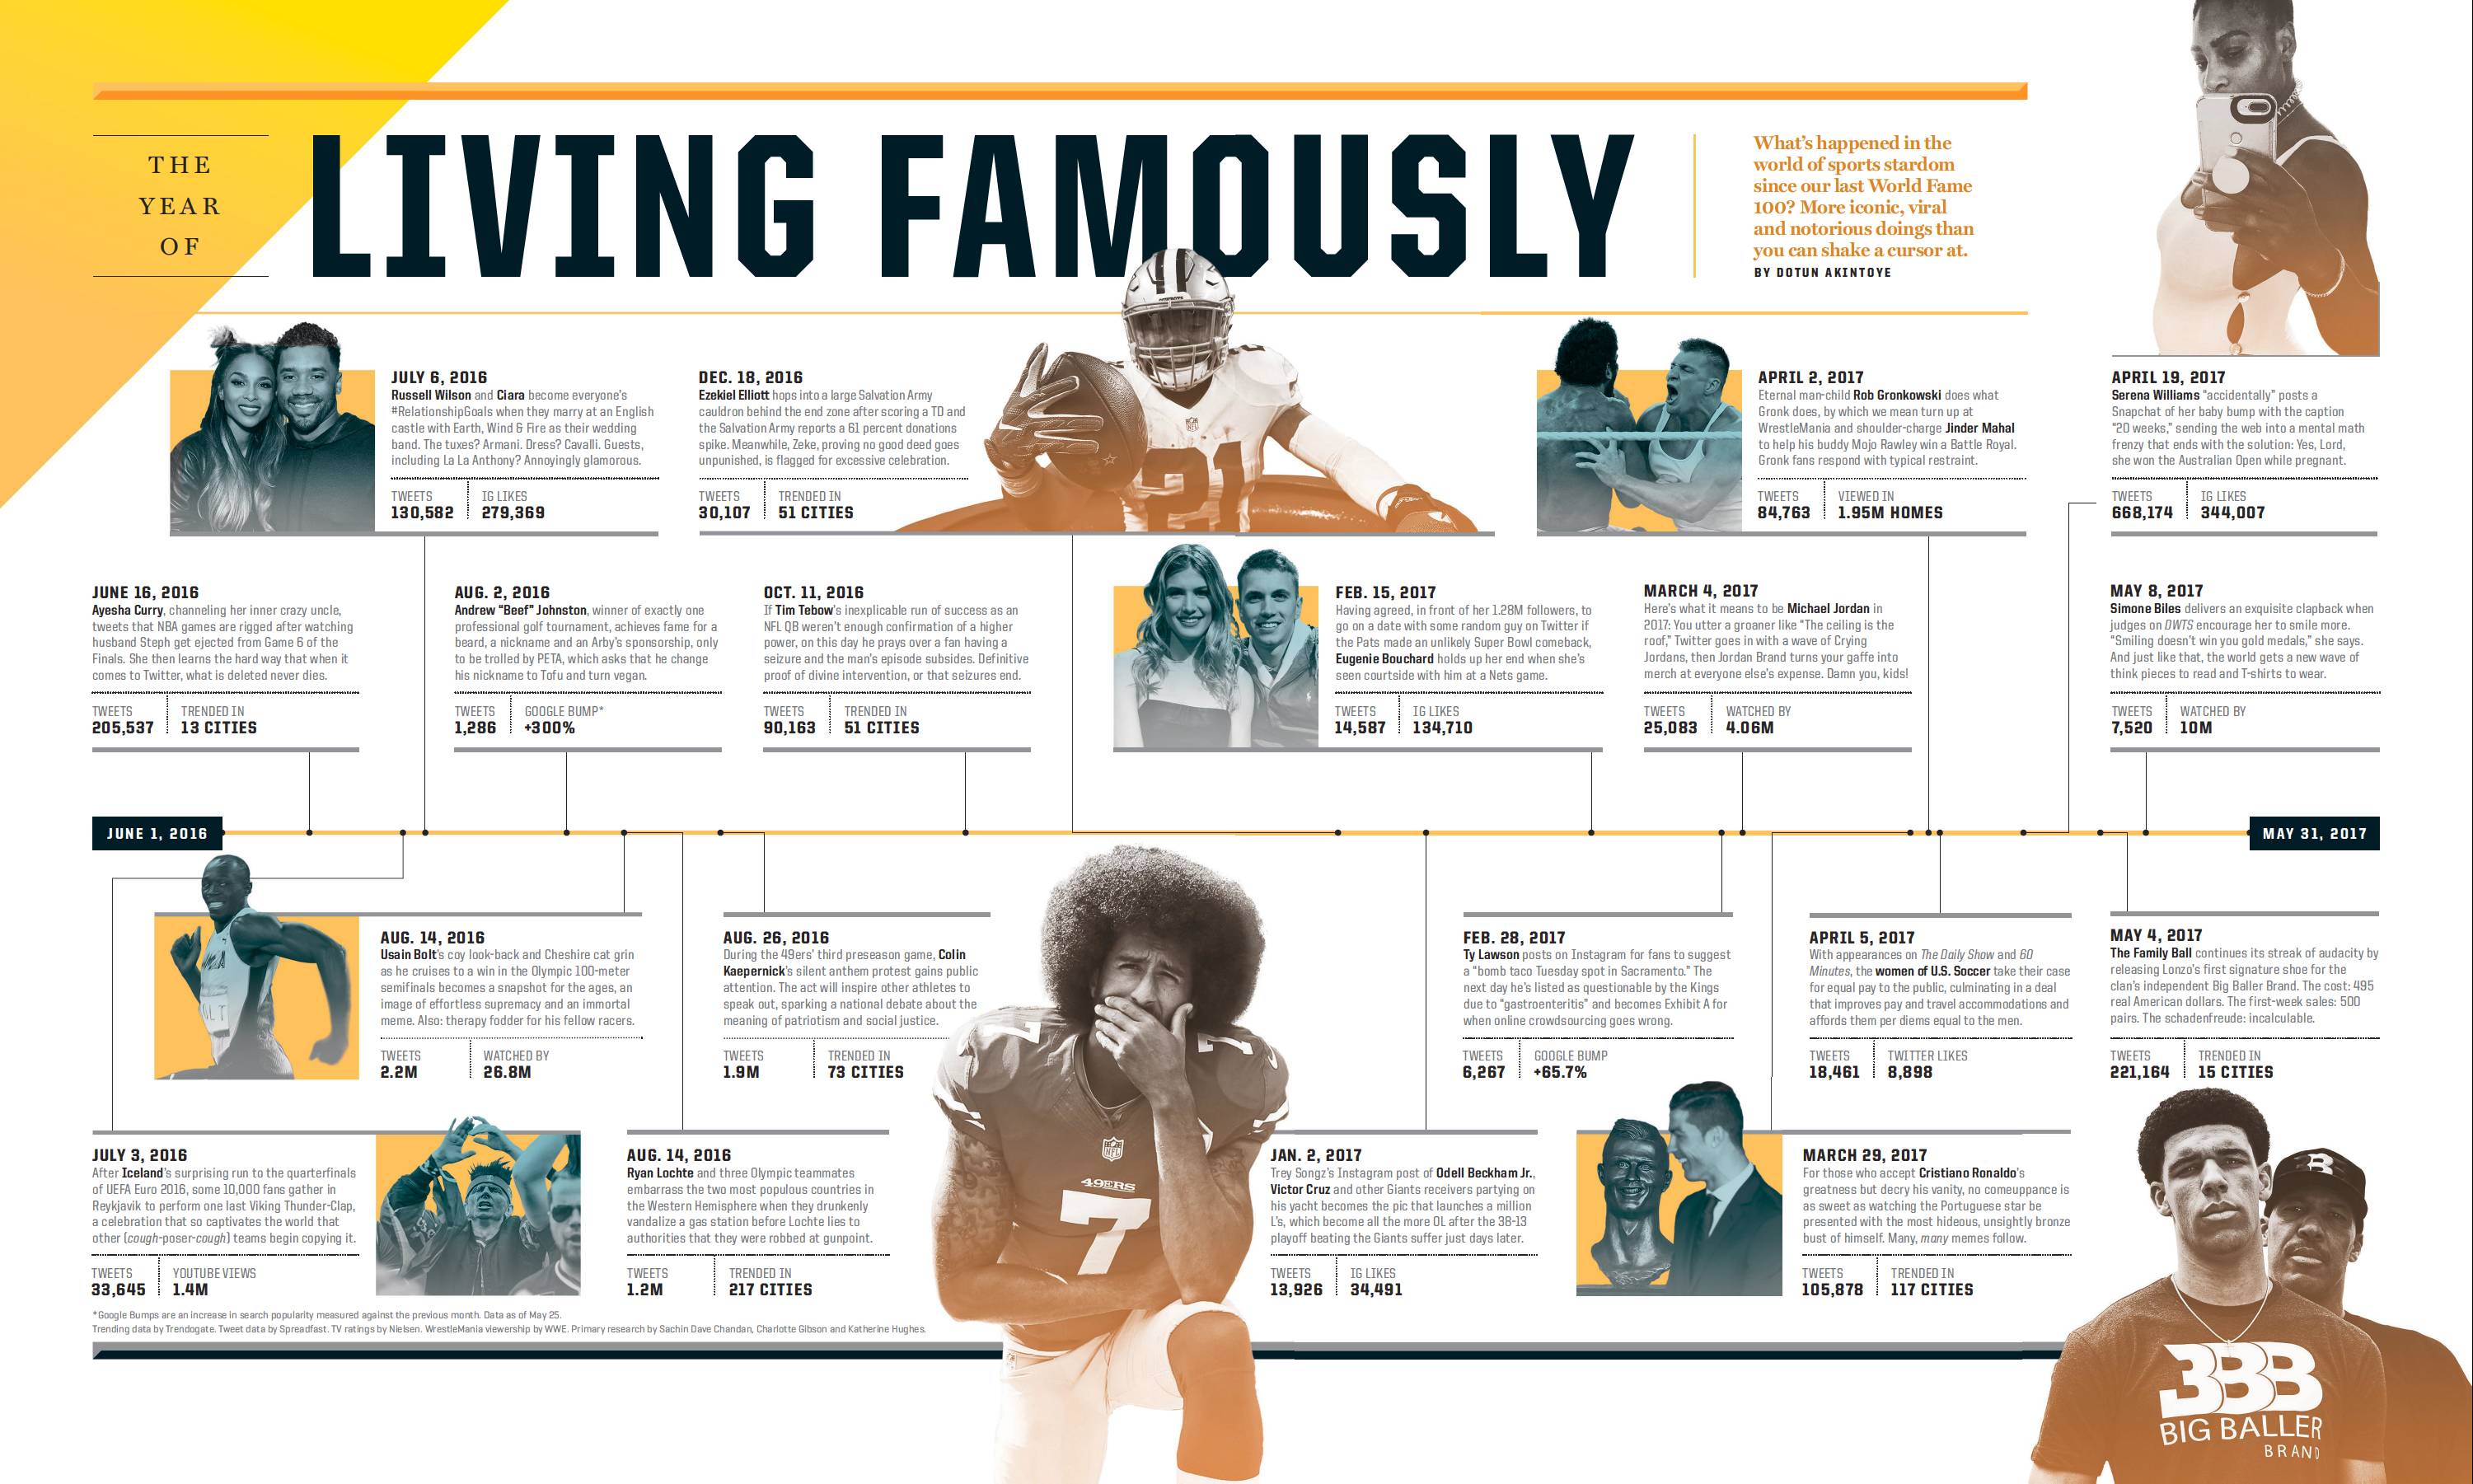 THE
YEAR
OF
LIVING FAMOUSLY
What's happened in the
world of sports stardom
since our last World Fame
100? More iconic, viral
and notorious doings than
you can shake a cursor at.
BY DOTUN AKINTOYE
JULY 6, 2016
Russell Wilson and Ciara become everyone's
#RelationshipGoals when they marry at an English
castle with Earth, Wind & Fire as their wedding
band. The tuxes? Armani. Dress? Cavalli. Guests,
including La La Anthony? Annoyingly glamorous.
TWEETS
130,582
IG LIKES
279,369
DEC. 18, 2016
Ezekiel Elliott hops into a large Salvation Army
cauldron behind the end zone after scoring a TD and
the Salvation Army reports a 61 percent donations
spike. Meanwhile, Zeke, proving no good deed goes
unpunished, is flagged for excessive celebration.
TWEETS
30,107
TRENDED IN
51 CITIES
21
APRIL 2, 2017
Eternal man-child Rob Gronkowski does what
Gronk does, by which we mean turn up at
WrestleMania and shoulder-charge Jinder Mahal
to help his buddy Mojo Rawley win a Battle Royal.
Gronk fans respond with typical restraint.
TWEETS
84,763
VIEWED IN
1.95M HOMES
APRIL 19, 2017
Serena Williams "accidentally" posts a
Snapchat of her baby bump with the caption
"20 weeks," sending the web into a mental math
frenzy that ends with the solution: Yes, Lord,
she won the Australian Open while pregnant.
TWEETS
668,174
IG LIKES
344,007
JUNE 16, 2016
Ayesha Curry, channeling her inner crazy uncle,
tweets that NBA games are rigged after watching
husband Steph get ejected from Game 6 of the
Finals. She then learns the hard way that when it
comes to Twitter, what is deleted never dies.
TWEETS
205,537
TRENDED IN
13 CITIES
AUG. 2, 2016
Andrew "Beef" Johnston, winner of exactly one
professional golf tournament, achieves fame for a
beard, a nickname and an Arby's sponsorship, only
to be trolled by PETA, which asks that he change
his nickname to Tofu and turn vegan.
TWEETS
1,286
GOOGLE BUMP*
+300%
OCT. 11, 2016
If Tim Tebow's inexplicable run of success as an
NFL QB weren't enough confirmation of a higher
power, on this day he prays over a fan having a
seizure and the man's episode subsides. Definitive
proof of divine intervention, or that seizures end.
TWEETS
90,163
TRENDED IN
51 CITIES
FEB. 15, 2017
Having agreed, in front of her 1.28M followers, to
go on a date with some random guy on Twitter if
the Pats made an unlikely Super Bowl comeback,
Eugenie Bouchard holds up her end when she's
seen courtside with him at a Nets game.
TWEETS
14,587
IG LIKES
134,710
MARCH 4, 2017
Here's what it means to be Michael Jordan in
2017: You utter a groaner like "The ceiling is the
roof," Twitter goes in with a wave of Crying
Jordans, then Jordan Brand turns your gaffe into
merch at everyone else's expense. Damn you, kids!
TWEETS
25,083
WATCHED BY
4.06M
MAY 8, 2017
Simone Biles delivers an exquisite clapback when
judges on DWTS encourage her to smile more.
"Smiling doesn't win you gold medals," she says.
And just like that, the world gets a new wave of
think pieces to read and T-shirts to wear.
TWEETS
7,520
WATCHED BY
10M
JUNE 1, 2016
MAY 31, 2017
AUG. 14, 2016
Usain Bolt's coy look-back and Cheshire cat grin
as he cruises to a win in the Olympic 100-meter
semifinals becomes a snapshot for the ages, an
image of effortless supremacy and an immortal
meme. Also: therapy fodder for his fellow racers.
TWEETS
2.2M
WATCHED BY
26.8M
AUG. 26, 2016
During the 49ers' third preseason game, Colin
Kaepernick's silent anthem protest gains public
attention. The act will inspire other athletes to
speak out, sparking a national debate about the
meaning of patriotism and social justice.
TWEETS
1.9M
TRENDED IN
73 CITIES
FEB. 28, 2017
Ty Lawson posts on Instagram for fans to suggest
a "bomb taco Tuesday spot in Sacramento." The
next day he's listed as questionable by the Kings
due to "gastroenteritis" and becomes Exhibit A for
when online crowdsourcing goes wrong.
TWEETS
6,267
GOOGLE BUMP
+65.7%
APRIL 5, 2017
With appearances on The Daily Show and 60
Minutes, the women of U.S. Soccer take their case
for equal pay to the public, culminating in a deal
that improves pay and travel accommodations and
affords them per diems equal to the men.
TWEETS
18,461
TWITTER LIKES
8,898
MAY 4, 2017
The Family Ball continues its streak of audacity by
releasing Lonzo's first signature shoe for the
clan's independent Big Baller Brand. The cost: 495
real American dollars. The first-week sales: 500
pairs. The schadenfreude: incalculable.
TWEETS
221,164
TRENDED IN
15 CITIES
JULY 3, 2016
After Iceland's surprising run to the quarterfinals
of UEFA Euro 2016, some 10,000 fans gather in
Reykjavik to perform one last Viking Thunder-Clap,
a celebration that so captivates the world that
other (cough-poser-cough) teams begin copying it.
TWEETS
33,645
YOUTUBE VIEWS
1.4M
AUG. 14, 2016
Ryan Lochte and three Olympic teammates
embarrass the two most populous countries in
the Western Hemisphere when they drunkenly
vandalize a gas station before Lochte lies to
authorities that they were robbed at gunpoint.
TWEETS
1.2M
TRENDED IN
217 CITIES
NFL
49ERS
7
JAN. 2, 2017
Trey Songz's Instagram post of Odell Beckham Jr.,
Victor Cruz and other Giants receivers partying on
his yacht becomes the pic that launches a million
L's, which become all the more OL after the 38-13
playoff beating the Giants suffer just days later.
TWEETS
13,926
IG LIKES
34,491
MARCH 29, 2017
For those who accept Cristiano Ronaldo's
greatness but decry his vanity, no comeuppance is
as sweet as watching the Portuguese star be
presented with the most hideous, unsightly bronze
bust of himself. Many, many memes follow.
TWEETS
105,878
TRENDED IN
117 CITIES
B
BBB
BIG BALLER
BRAND
*Google Bumps are an increase in search popularity measured against the previous month. Data as of May 25.
Trending data by Trendogate. Tweet data by Spreadfast. TV ratings by Nielsen. WrestleMania viewership by WWE. Primary research by Sachin Dave Chandan, Charlotte Gibson and Katherine Hughes.